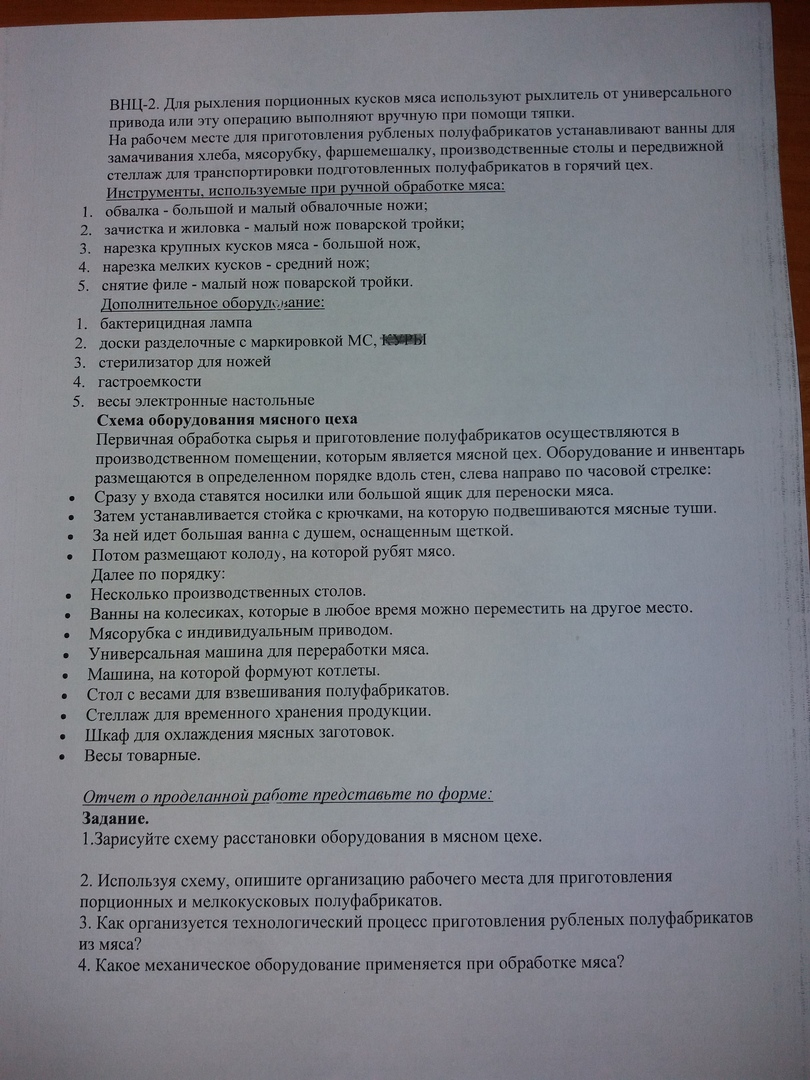 ВНЦ-2. Для рыхления порционных кусков мяса используют рыхлитель от универсального
привода или эту операцию выполняют вручную при помощи тяпки.
На рабочем месте для приготовления рубленых полуфабрикатов устанавливают ванны для
замачивания хлеба, мясорубку, фаршемешалку, производственные столы и передвижной
стеллаж для транспортировки подготовленных полуфабрикатов в горячий цех.
Инструменты, используемые при ручной обработке мяса:
1. обвалка - большой и малый обвалочные ножи;
2. зачистка и жиловка - малый нож поварской тройки;
3. нарезка крупных кусков мяса - большой нож,
4. нарезка мелких кусков - средний нож;
5. снятие филе - малый нож поварской тройки.
Дополнительное оборудование:
1. бактерицидная лампа
2. доски разделочные с маркировкой МС, КУРЫ
3. стерилизатор для ножей
4. гастроемкости
5. весы электронные настольные
Схема оборудования мясного цеха
Первичная обработка сырья и приготовление полуфабрикатов осуществляются в
производственном помещении, которым является мясной цех. Оборудование и инвентарь
размещаются в определенном порядке вдоль стен, слева направо по часовой стрелке:
• Сразу у входа ставятся носилки или большой ящик для переноски мяса.
• Затем устанавливается стойка с крючками, на которую подвешиваются мясные туши.
• За ней идет большая ванна с душем, оснащенным щеткой.
• Потом размещают колоду, на которой рубят мясо.
Далее по порядку:
• Несколько производственных столов.
• Ванны на колесиках, которые в любое время можно переместить на другое место.
• Мясорубка с индивидуальным приводом.
• Универсальная машина для переработки мяса.
• Машина, на которой формуют котлеты.
• Стол с весами для взвешивания полуфабрикатов.
• Стеллаж для временного хранения продукции.
• Шкаф для охлаждения мясных заготовок.
• Весы товарные.
Отчет о проделанной работе представьте по форме:
Задание.
1.Зарисуйте схему расстановки оборудования в мясном цехе.
2. Используя схему, опишите организацию рабочего места для приготовления
порционных и мелкокусковых полуфабрикатов.
3. Как организуется технологический процесс приготовления рубленых полуфабрикатов
из мяса?
4. Какое механическое оборудование применяется при обработке мяса?